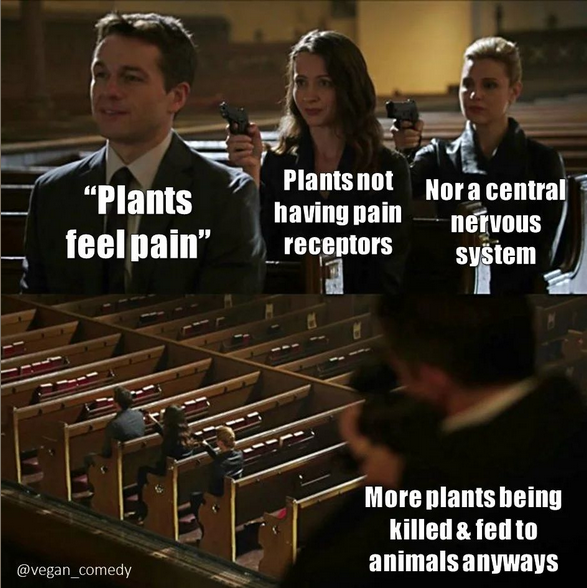 “Plants
feel pain”
Plants not
having pain
receptors
Nor a central
nervous
system
More plants being
killed & fed to
animals anyways
@vegan_comedy